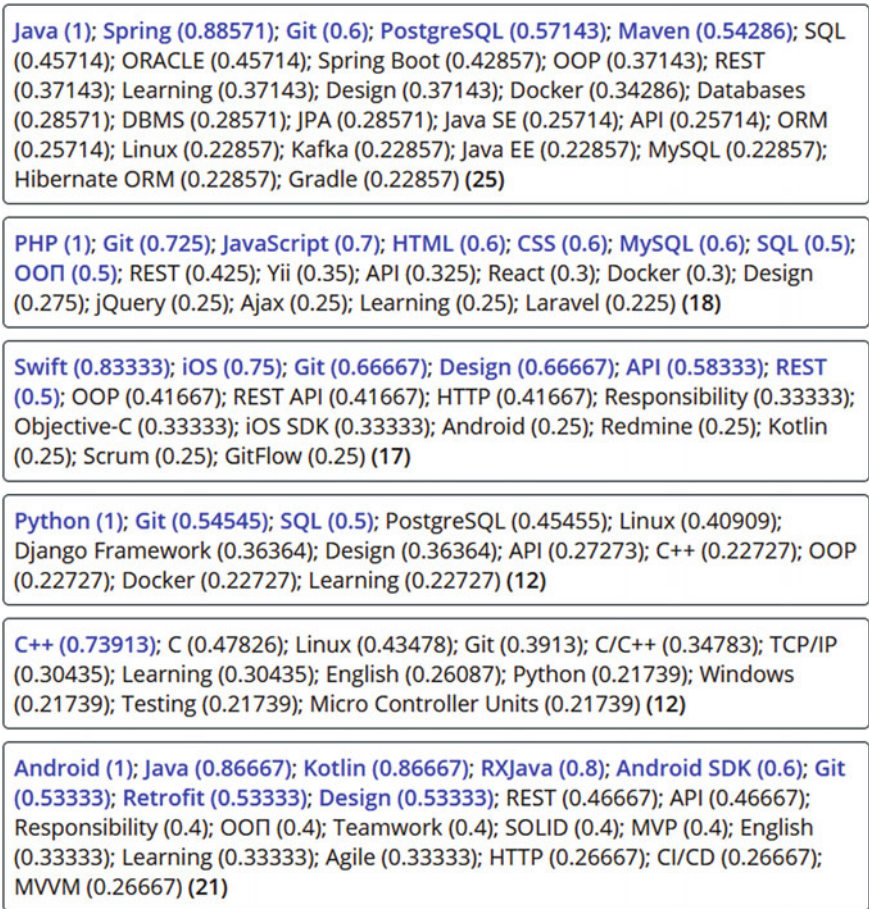 Java (1); Spring (0.88571); Git (0.6); PostgreSQL (0.57143); Maven (0.54286); SQL
(0.45714); ORACLE (0.45714); Spring Boot (0.42857); OOP (0.37143); REST
(0.37143); Learning (0.37143); Design (0.37143); Docker (0.34286); Databases
(0.28571); DBMS (0.28571); JPA (0.28571); Java SE (0.25714); API (0.25714); ORM
(0.25714); Linux (0.22857); Kafka (0.22857); Java EE (0.22857); MySQL (0.22857);
Hibernate ORM (0.22857); Gradle (0.22857) (25)
PHP (1); Git (0.725); JavaScript (0.7); HTML (0.6); CSS (0.6); MySQL (0.6); SQL (0.5);
ООП (0.5); REST (0.425); Yii (0.35); API (0.325); React (0.3); Docker (0.3); Design
(0.275); jQuery (0.25); Ajax (0.25); Learning (0.25); Laravel (0.225) (18)
Swift (0.83333); iOS (0.75); Git (0.66667); Design (0.66667); API (0.58333); REST
(0.5); OOP (0.41667); REST API (0.41667); HTTP (0.41667); Responsibility (0.33333);
Objective-C (0.33333); iOS SDK (0.33333); Android (0.25); Redmine (0.25); Kotlin
(0.25); Scrum (0.25); GitFlow (0.25) (17)
Python (1); Git (0.54545); SQL (0.5); PostgreSQL (0.45455); Linux (0.40909);
Django Framework (0.36364); Design (0.36364); API (0.27273); C++ (0.22727); OOP
(0.22727); Docker (0.22727); Learning (0.22727) (12)
C++ (0.73913); C (0.47826); Linux (0.43478); Git (0.3913); C/C++ (0.34783); TCP/IP
(0.30435); Learning (0.30435); English (0.26087); Python (0.21739); Windows
(0.21739); Testing (0.21739); Micro Controller Units (0.21739) (12)
Android (1); Java (0.86667); Kotlin (0.86667); RXJava (0.8); Android SDK (0.6); Git
(0.53333); Retrofit (0.53333); Design (0.53333); REST (0.46667); API (0.46667);
Responsibility (0.4); ООП (0.4); Teamwork (0.4); SOLID (0.4); MVP (0.4); English
(0.33333); Learning (0.33333); Agile (0.33333); HTTP (0.26667); CI/CD (0.26667);
MVVM (0.26667) (21)